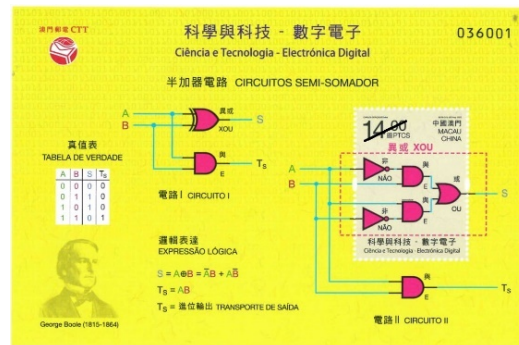 澳門郵電 CTT
科學與科技 - 數字電子
036001
Ciência e Tecnologia - Electrónica Digital
半加器電路 CIRCUITOS SEMI-SOMADOR
真值表
TABELA DE VERDADE
A B S Ts
0 0 0 0
0 1 1 0
1 0 1 0
1 1 0 1
A
B
異或
XOU
S
與
E
Ts
電路 I CIRCUITO I
14.00
PTCS
中國澳門
MACAU
CHINA
異或 XOU
A
B
非
NÃO
與
E
非
NÃO
與
E
或
OU
S
科學與科技 - 數字電子
Ciência e Tecnologia - Electrónica Digital
與
E
Ts
電路 II CIRCUITO II
邏輯表達
EXPRESSÃO LÓGICA
S = A⊕B = A̅B + AB̅
Ts = AB
Ts = 進位輸出 TRANSPORTE DE SAÍDA
George Boole (1815-1864)